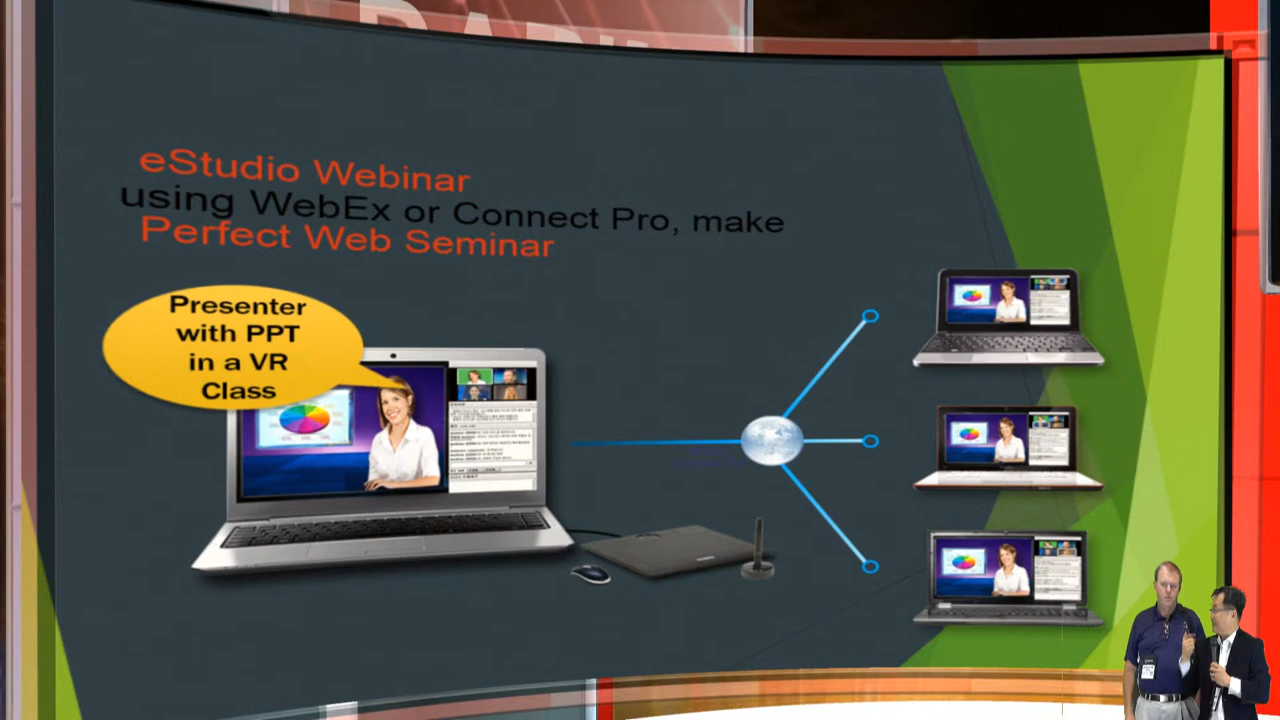 eStudio Webinar
using WebEx or Connect Pro, make
Perfect Web Seminar
Presenter
with PPT
in a VR
Class